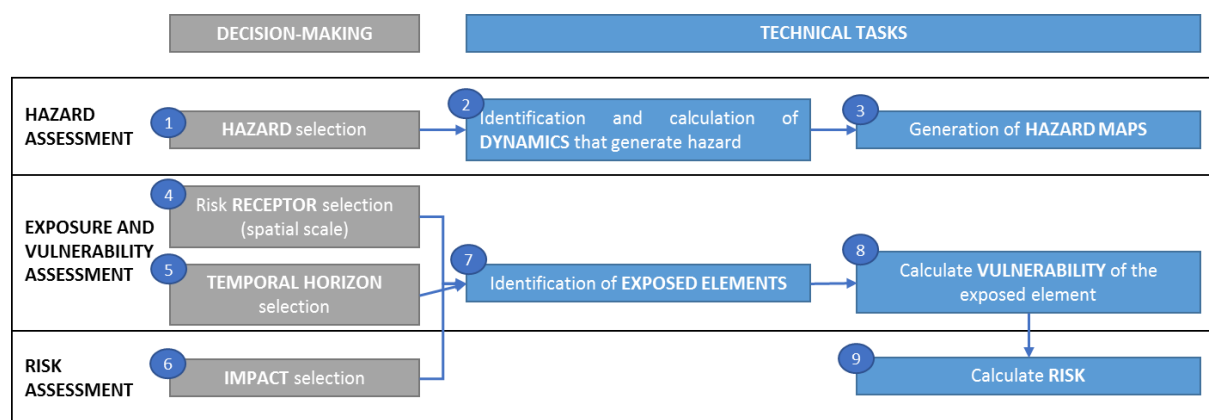 DECISION-MAKING
TECHNICAL TASKS
HAZARD
ASSESSMENT
1
HAZARD selection
2
Identification and calculation of
DYNAMICS that generate hazard
3
Generation of HAZARD MAPS
EXPOSURE AND
VULNERABILITY
ASSESSMENT
4
Risk RECEPTOR selection
(spatial scale)
5
TEMPORAL HORIZON
selection
7
Identification of EXPOSED ELEMENTS
8
Calculate VULNERABILITY of the
exposed element
RISK
ASSESSMENT
6
IMPACT selection
9
Calculate RISK